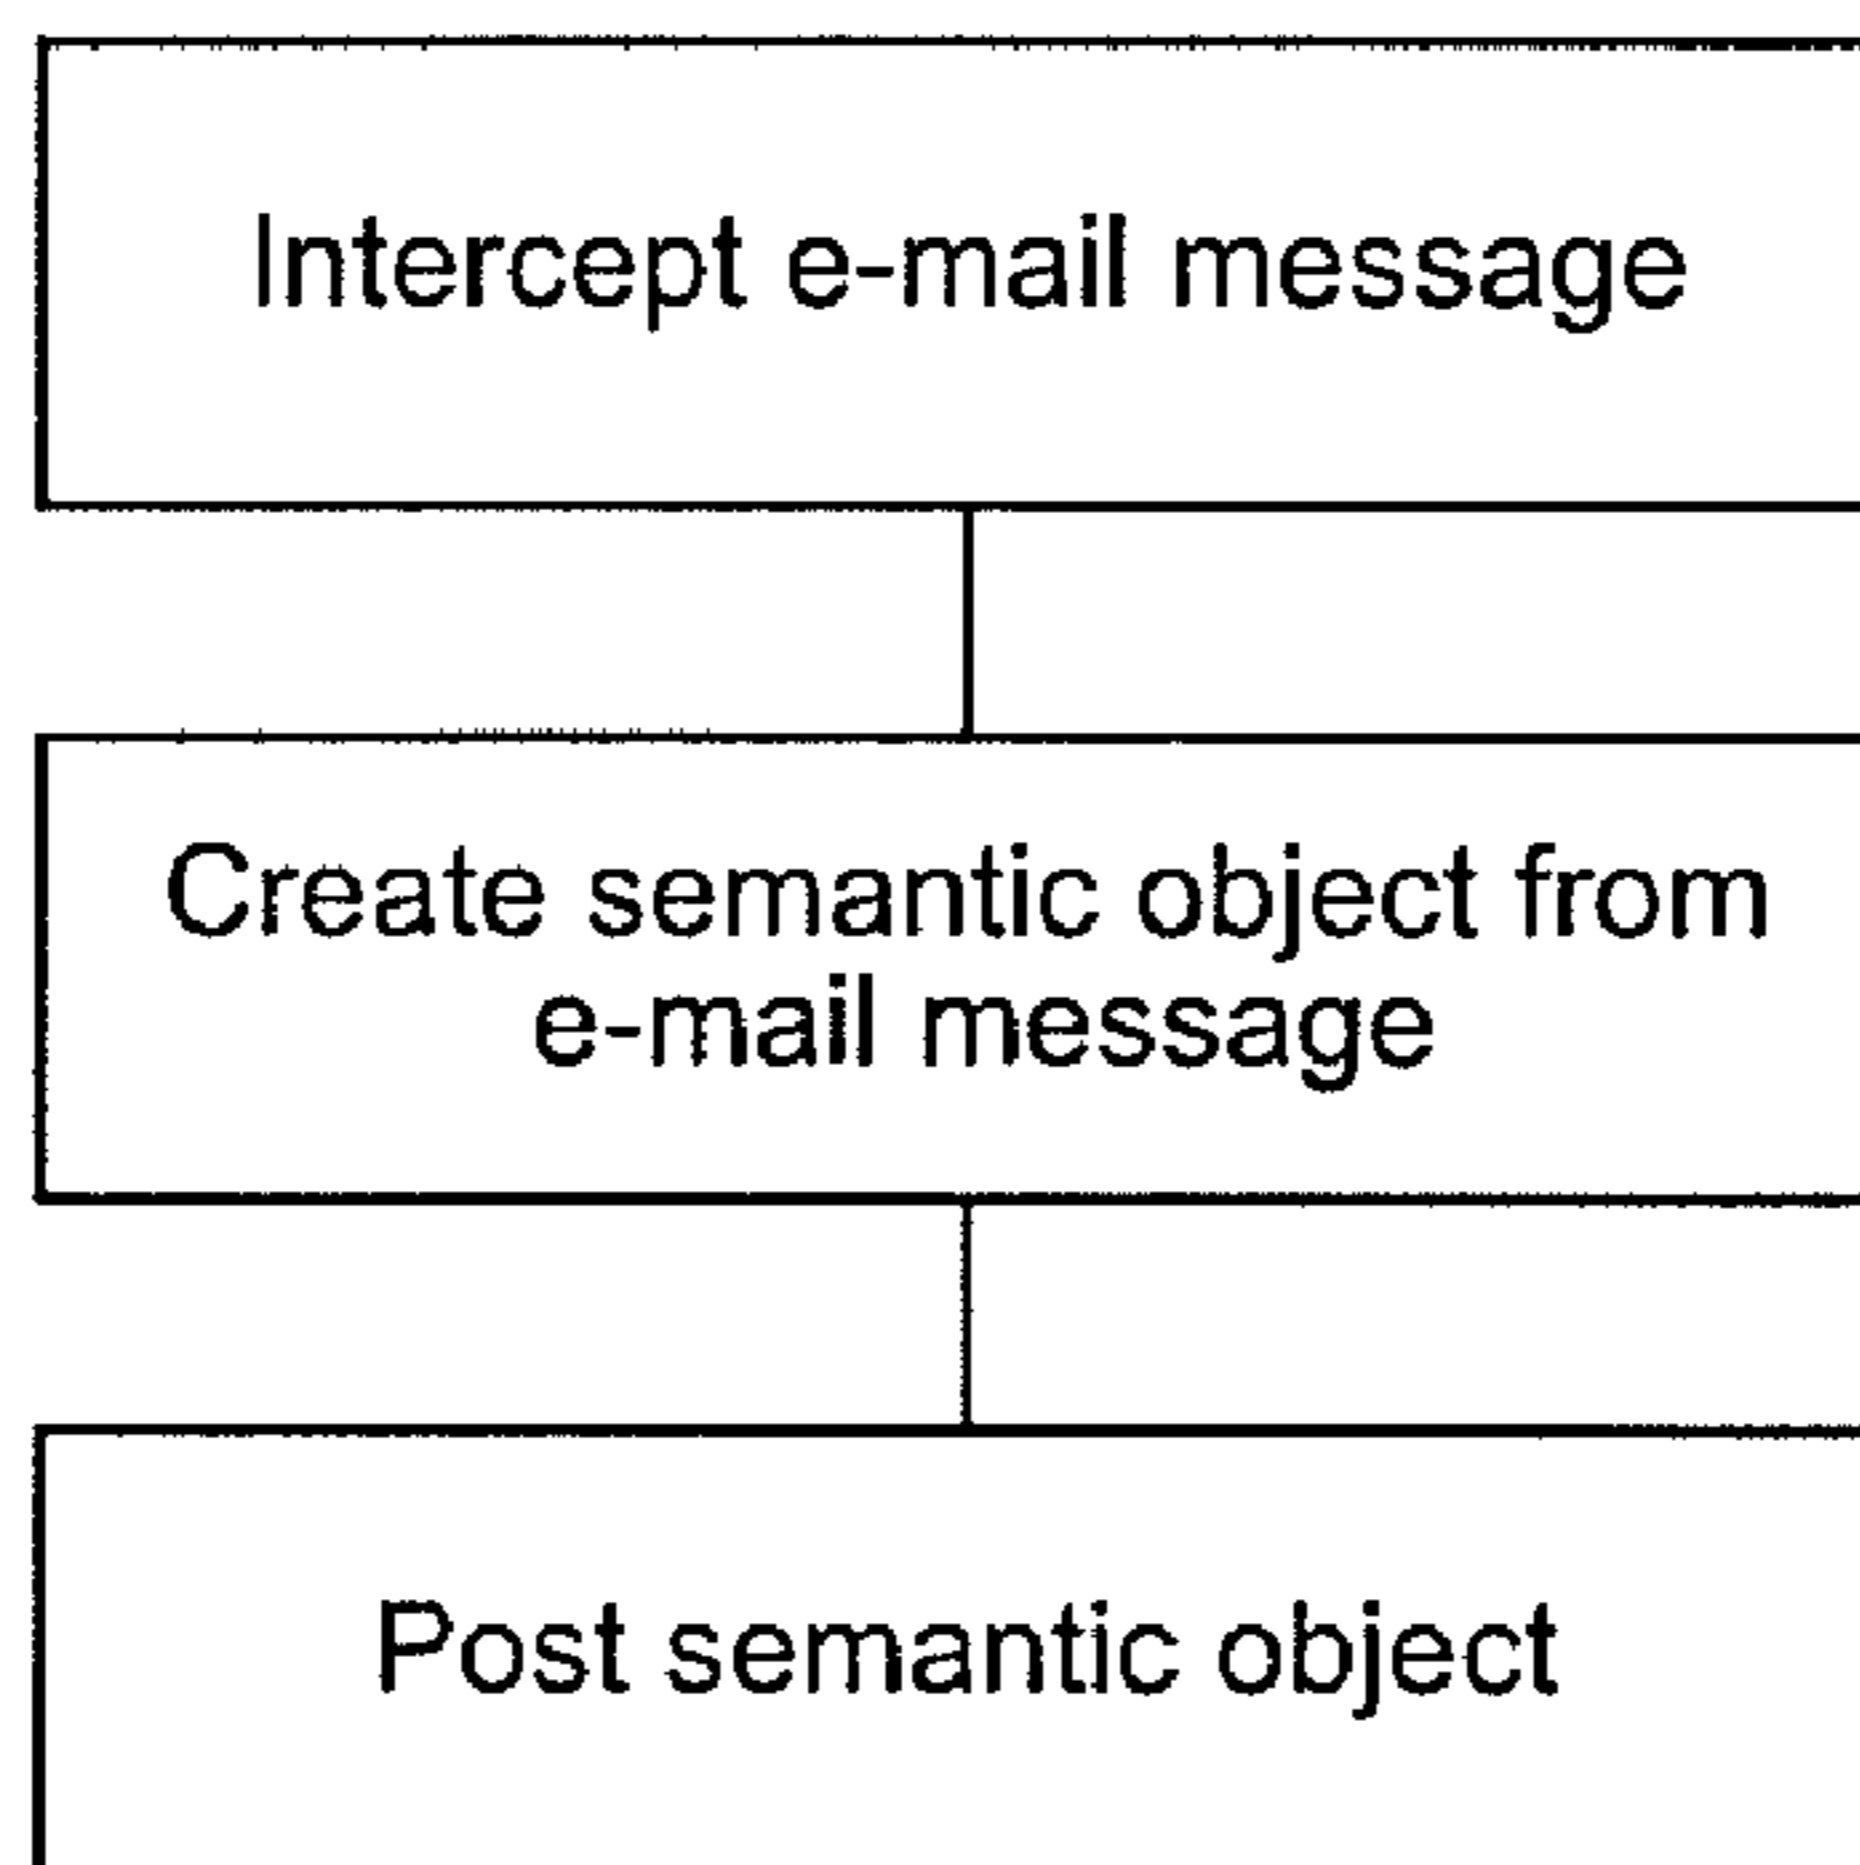 Intercept e-mail message
Create semantic object from
e-mail message
Post semantic object